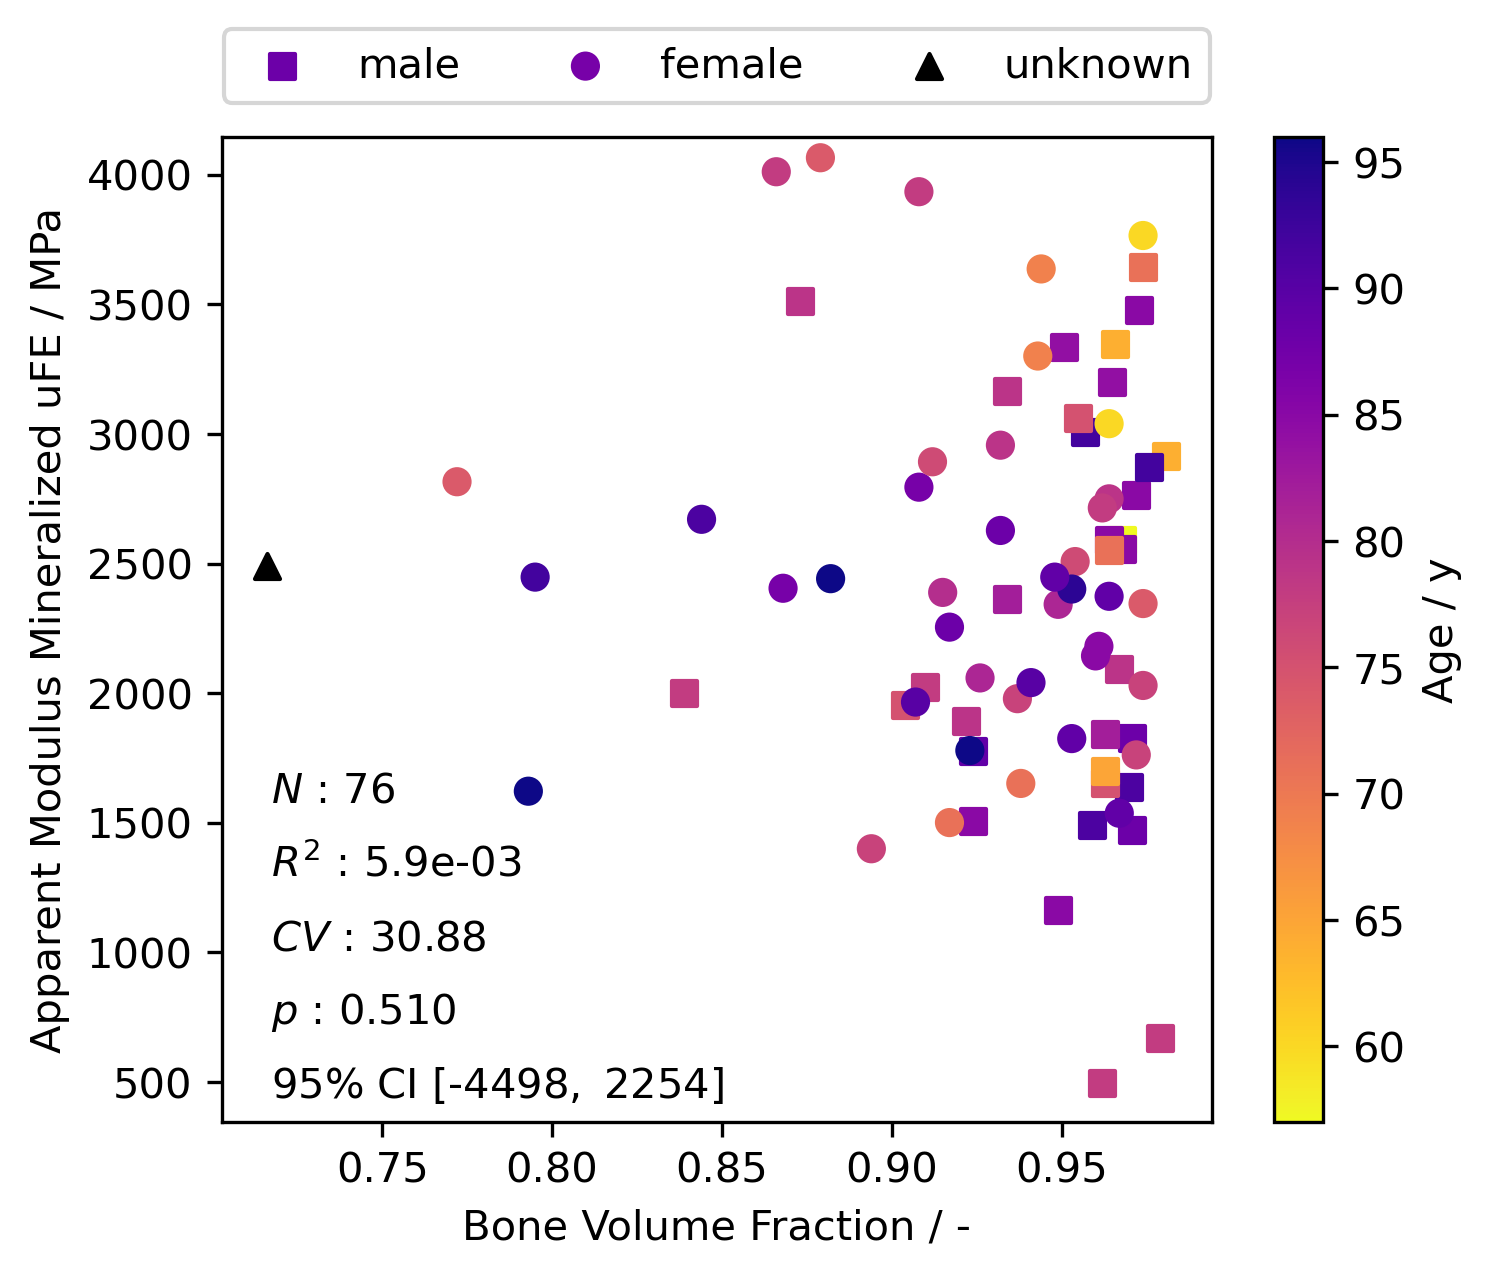 male female unknown
Apparent Modulus Mineralized uFE / MPa
4000
3500
3000
2500
2000
1500
1000
500
N : 76
R² : 5.9e-03
CV : 30.88
p : 0.510
95% CI [-4498, 2254]
0.75 0.80 0.85 0.90 0.95
Bone Volume Fraction / -
95
90
85
80
75
70
65
60
Age / y